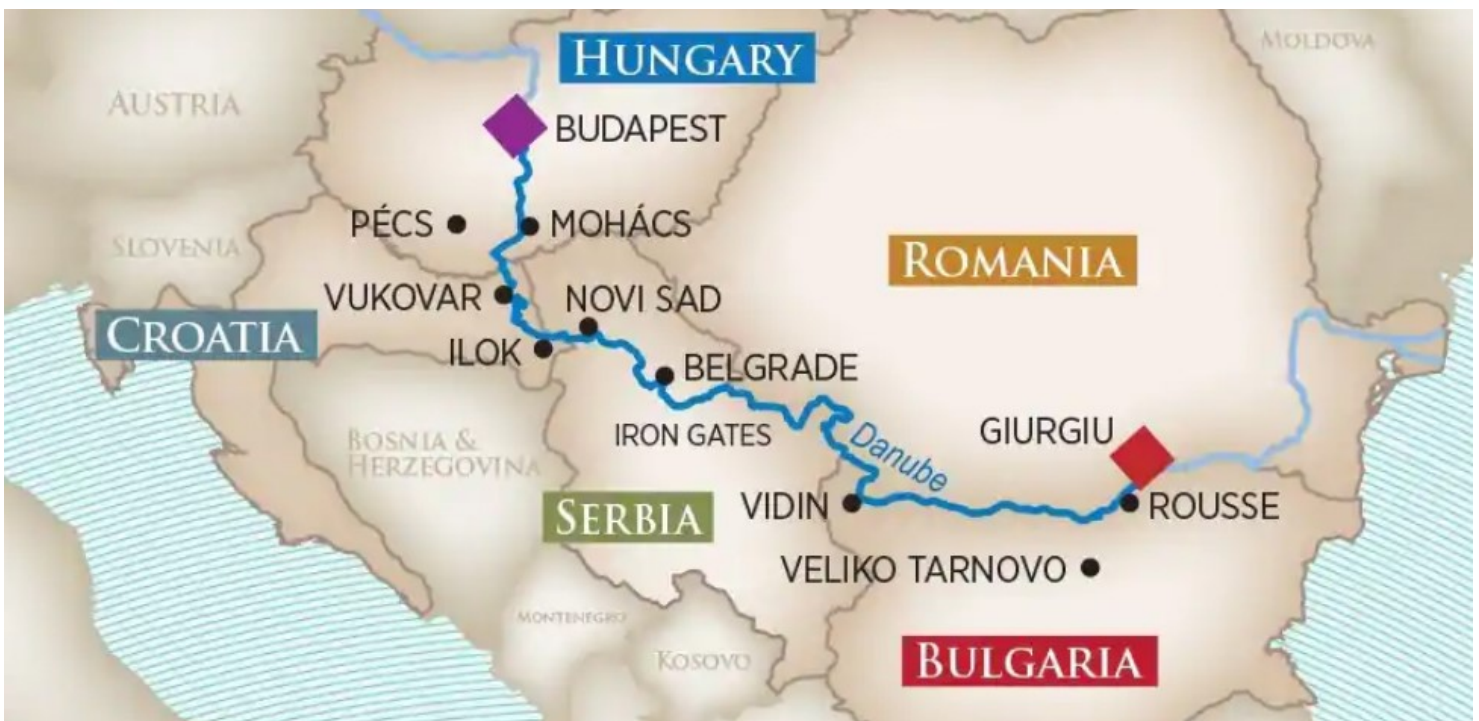 HUNGARY
MOLDOVA
AUSTRIA
BUDAPEST
PÉCS
MOHÁCS
SLOVENIA
ROMANIA
VUKOVAR
NOVI SAD
CROATIA
ILOK
BELGRADE
IRON GATES
GIURGIU
BOSNIA &
HERZEGOVINA
Danube
VIDIN
ROUSSE
SERBIA
VELIKO TARNOVO
MONTENEGRO
KOSOVO
BULGARIA